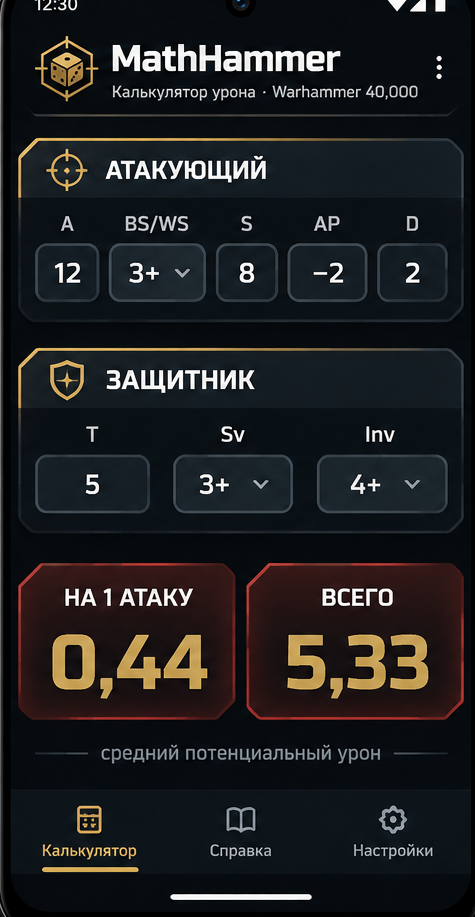 12:30
MathHammer
Калькулятор урона · Warhammer 40,000
АТАКУЮЩИЙ
A BS/WS S AP D
12 3+ 8 −2 2
ЗАЩИТНИК
T Sv Inv
5 3+ 4+
НА 1 АТАКУ ВСЕГО
0,44 5,33
средний потенциальный урон
Калькулятор Справка Настройки